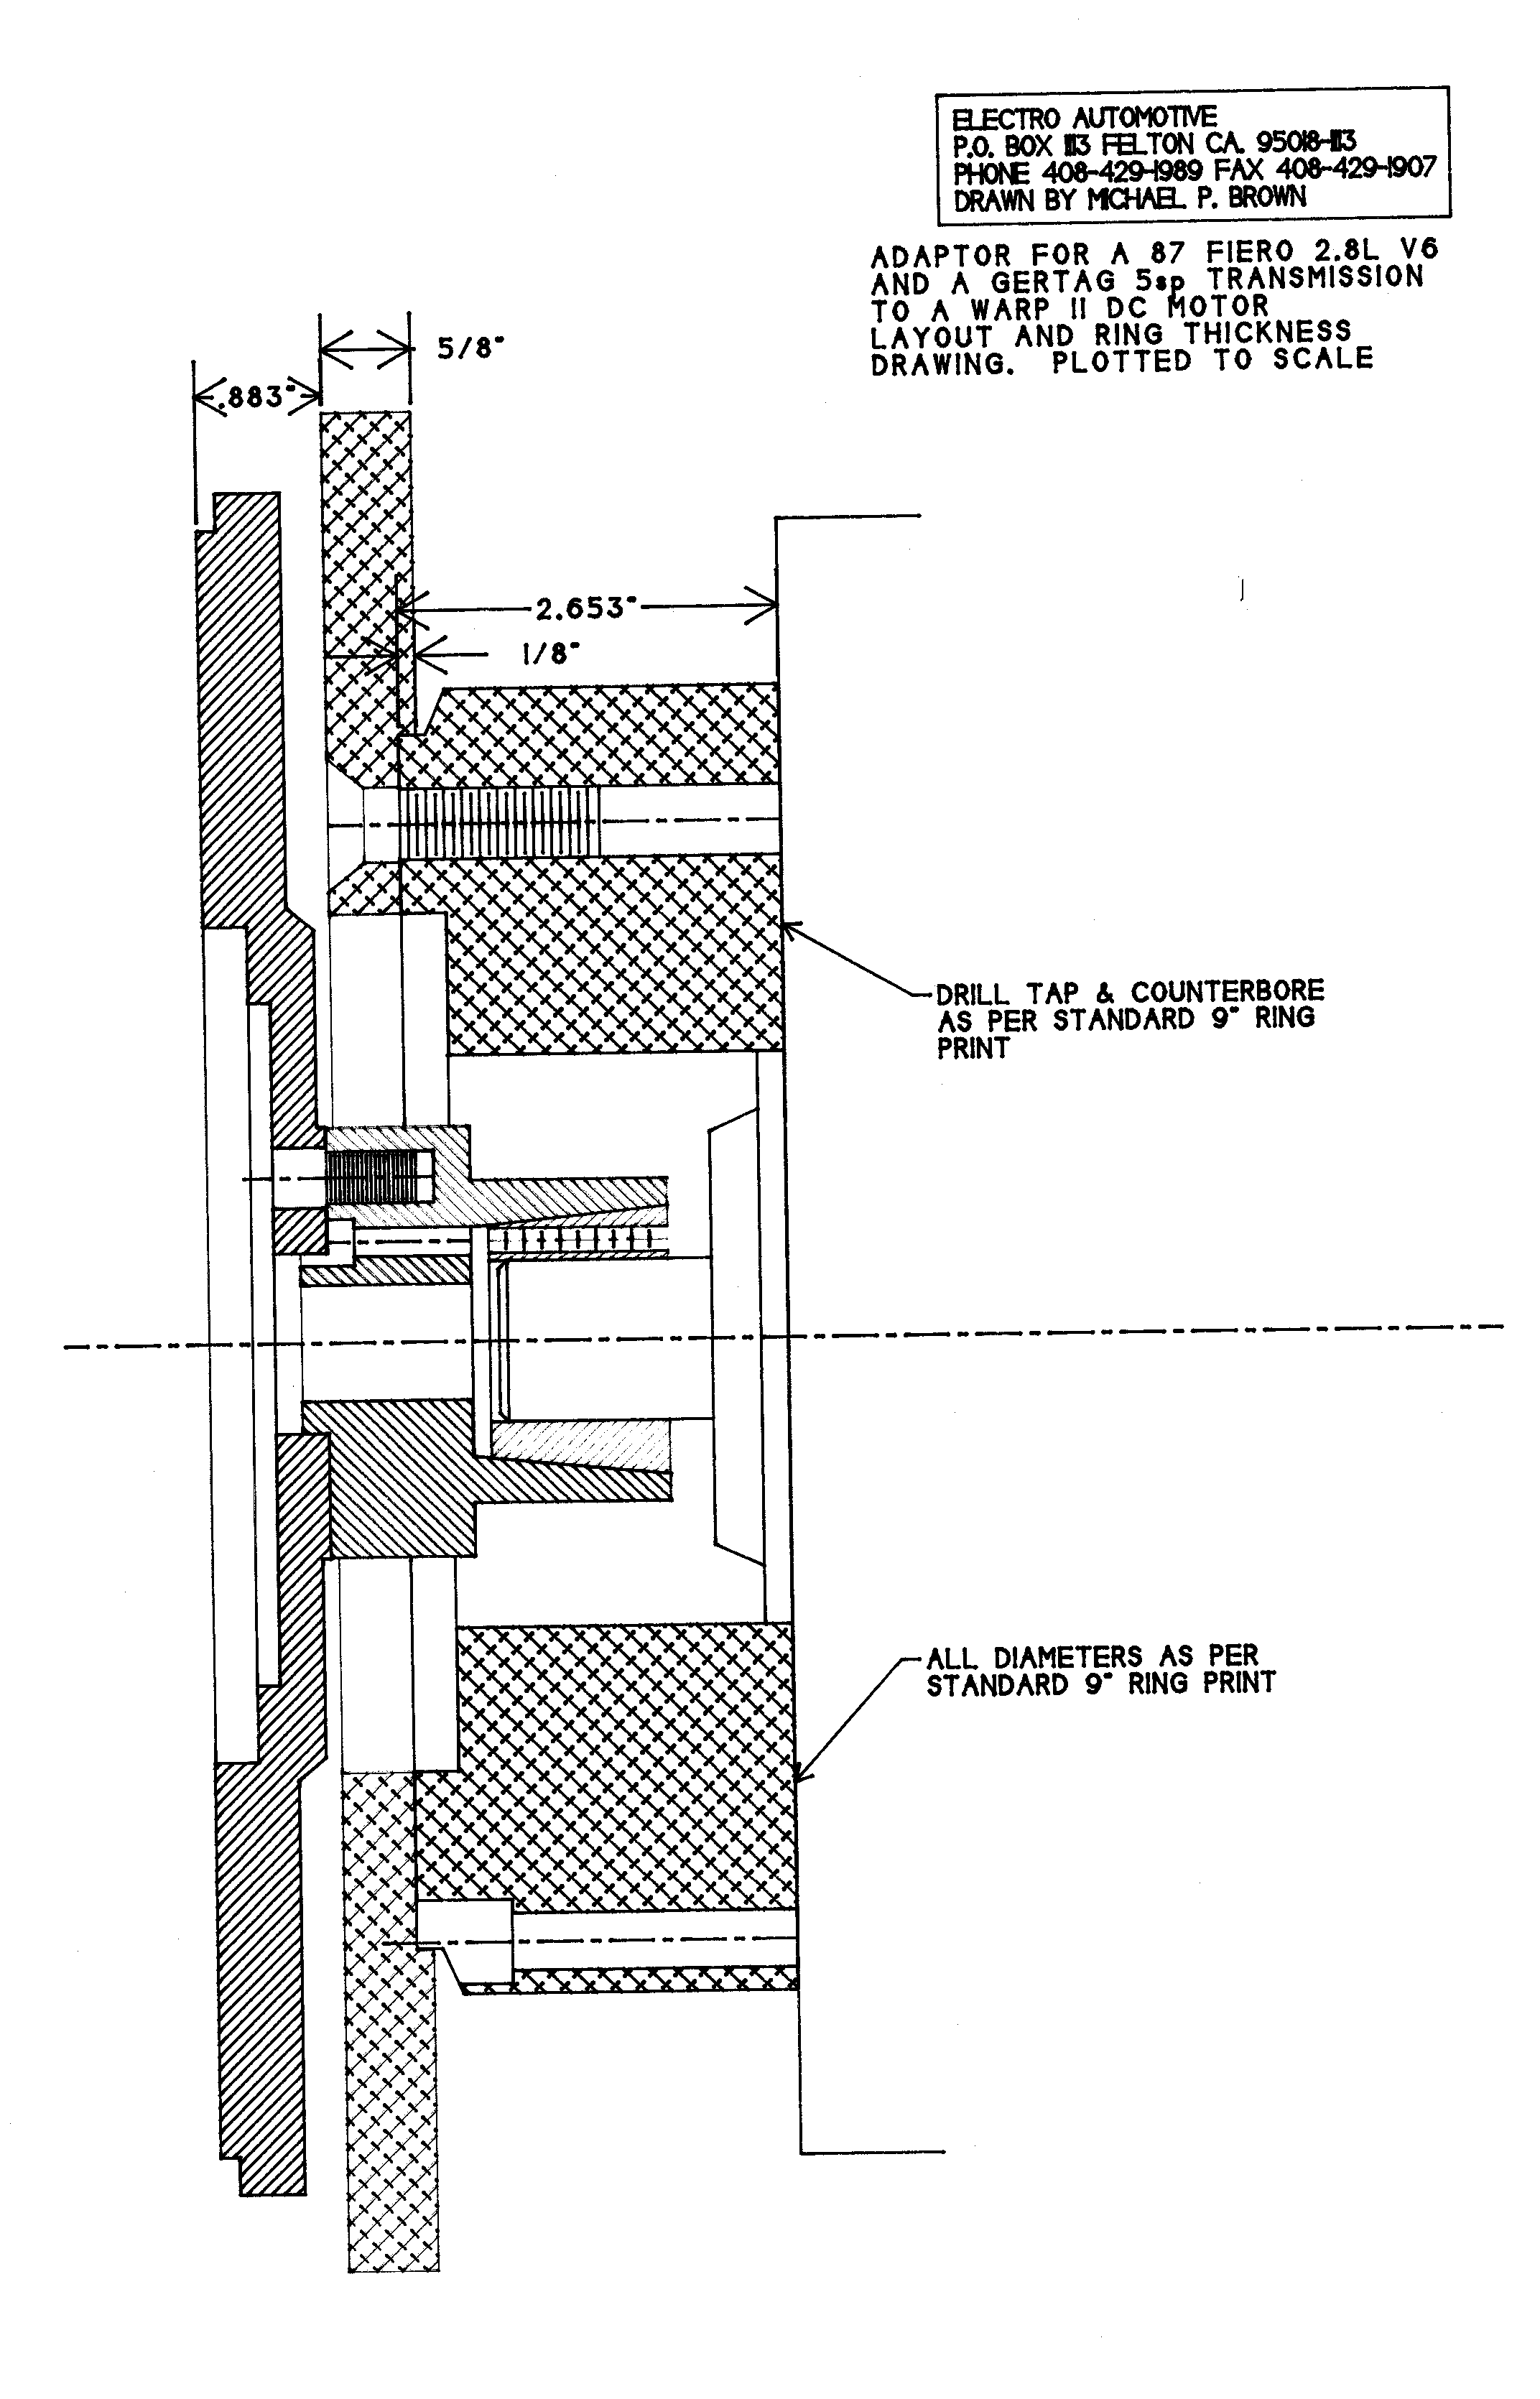 ELECTRO AUTOMOTIVE
P.O. BOX 113 FELTON CA. 95018-113
PHONE 408-429-1989 FAX 408-429-1907
DRAWN BY MICHAEL P. BROWN
ADAPTOR FOR A 87 FIERO 2.8L V6
AND A GERTAG 5sp TRANSMISSION
TO A WARP II DC MOTOR
LAYOUT AND RING THICKNESS
DRAWING. PLOTTED TO SCALE
5/8"
.883"
2.653"
1/8"
DRILL TAP & COUNTERBORE
AS PER STANDARD 9" RING
PRINT
ALL DIAMETERS AS PER
STANDARD 9" RING PRINT